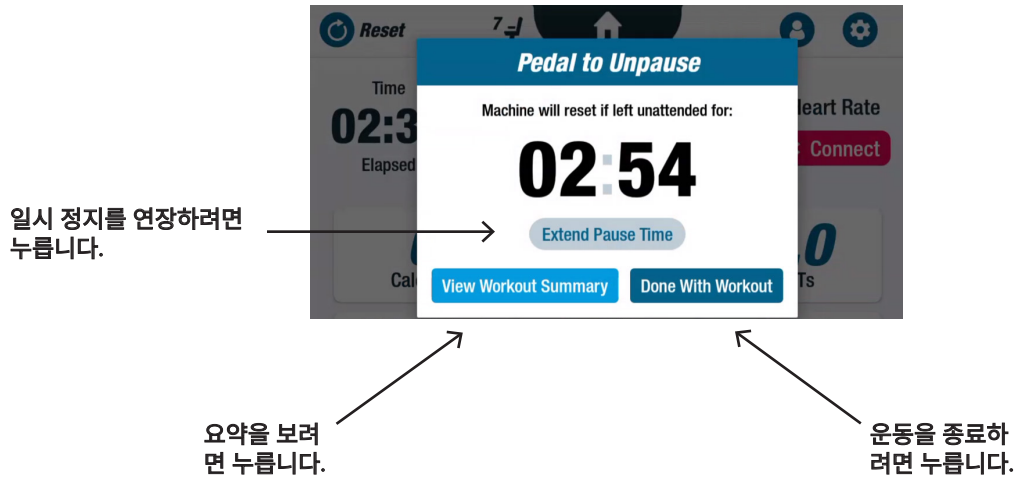 Reset
7
Pedal to Unpause
Time
Machine will reset if left unattended for:
Heart Rate
02:3
02:54
Connect
Elapsed
일시 정지를 연장하려면
누릅니다.
Extend Pause Time
0
Cal
View Workout Summary
Done With Workout
Ts
요약을 보려
면 누릅니다.
운동을 종료하
려면 누릅니다.